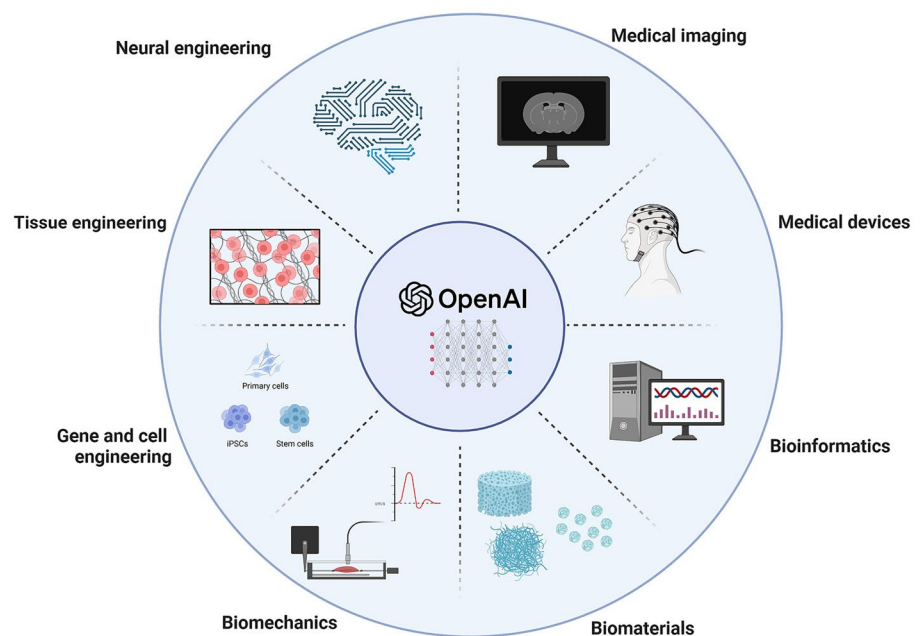 Neural engineering
Medical imaging
Tissue engineering
Medical devices
OpenAI
Primary cells
iPSCs
Stem cells
Gene and cell
engineering
Bioinformatics
Biomechanics
Biomaterials